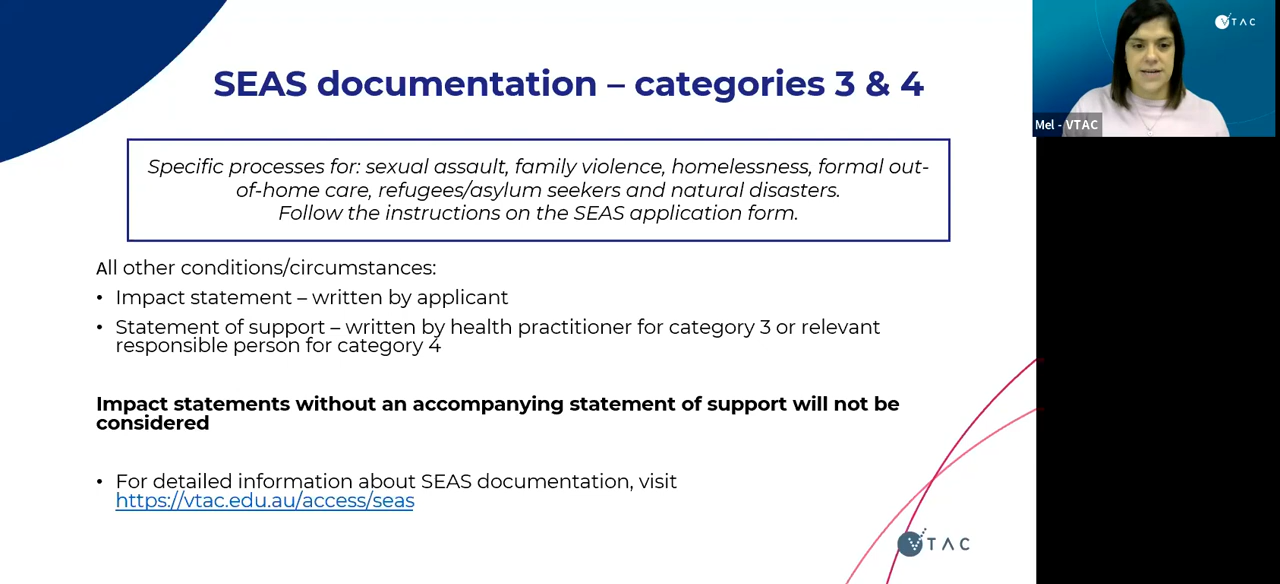 SEAS documentation – categories 3 & 4
Specific processes for: sexual assault, family violence, homelessness, formal out-
of-home care, refugees/asylum seekers and natural disasters.
Follow the instructions on the SEAS application form.
All other conditions/circumstances:
• Impact statement – written by applicant
• Statement of support – written by health practitioner for category 3 or relevant
responsible person for category 4
Impact statements without an accompanying statement of support will not be
considered
• For detailed information about SEAS documentation, visit
https://vtac.edu.au/access/seas
VTAC
VTAC
Mel - VTAC